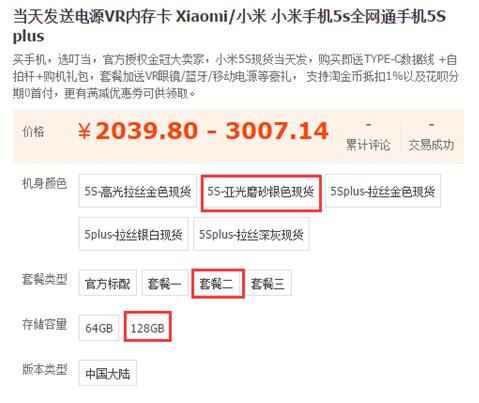 当天发送电源VR内存卡 Xiaomi/小米 小米手机5s全网通手机5S
plus
买手机，选叮当，官方授权金冠大卖家，小米5S现货当天发，购买即送TYPE-C数据线 +自
拍杆+购机礼包，套餐加送VR眼镜/蓝牙/移动电源等豪礼， 支持淘金币抵扣1%以及花呗分
期0首付，更有满减优惠劵可供领取。
价格 ¥ 2039.80 - 3007.14 - -
累计评论 交易成功
机身颜色 5S-高光拉丝金色现货 5S-亚光磨砂银色现货 5Splus-拉丝金色现货
5plus-拉丝银白现货 5Splus-拉丝深灰现货
套餐类型 官方标配 套餐一 套餐二 套餐三
存储容量 64GB 128GB
版本类型 中国大陆